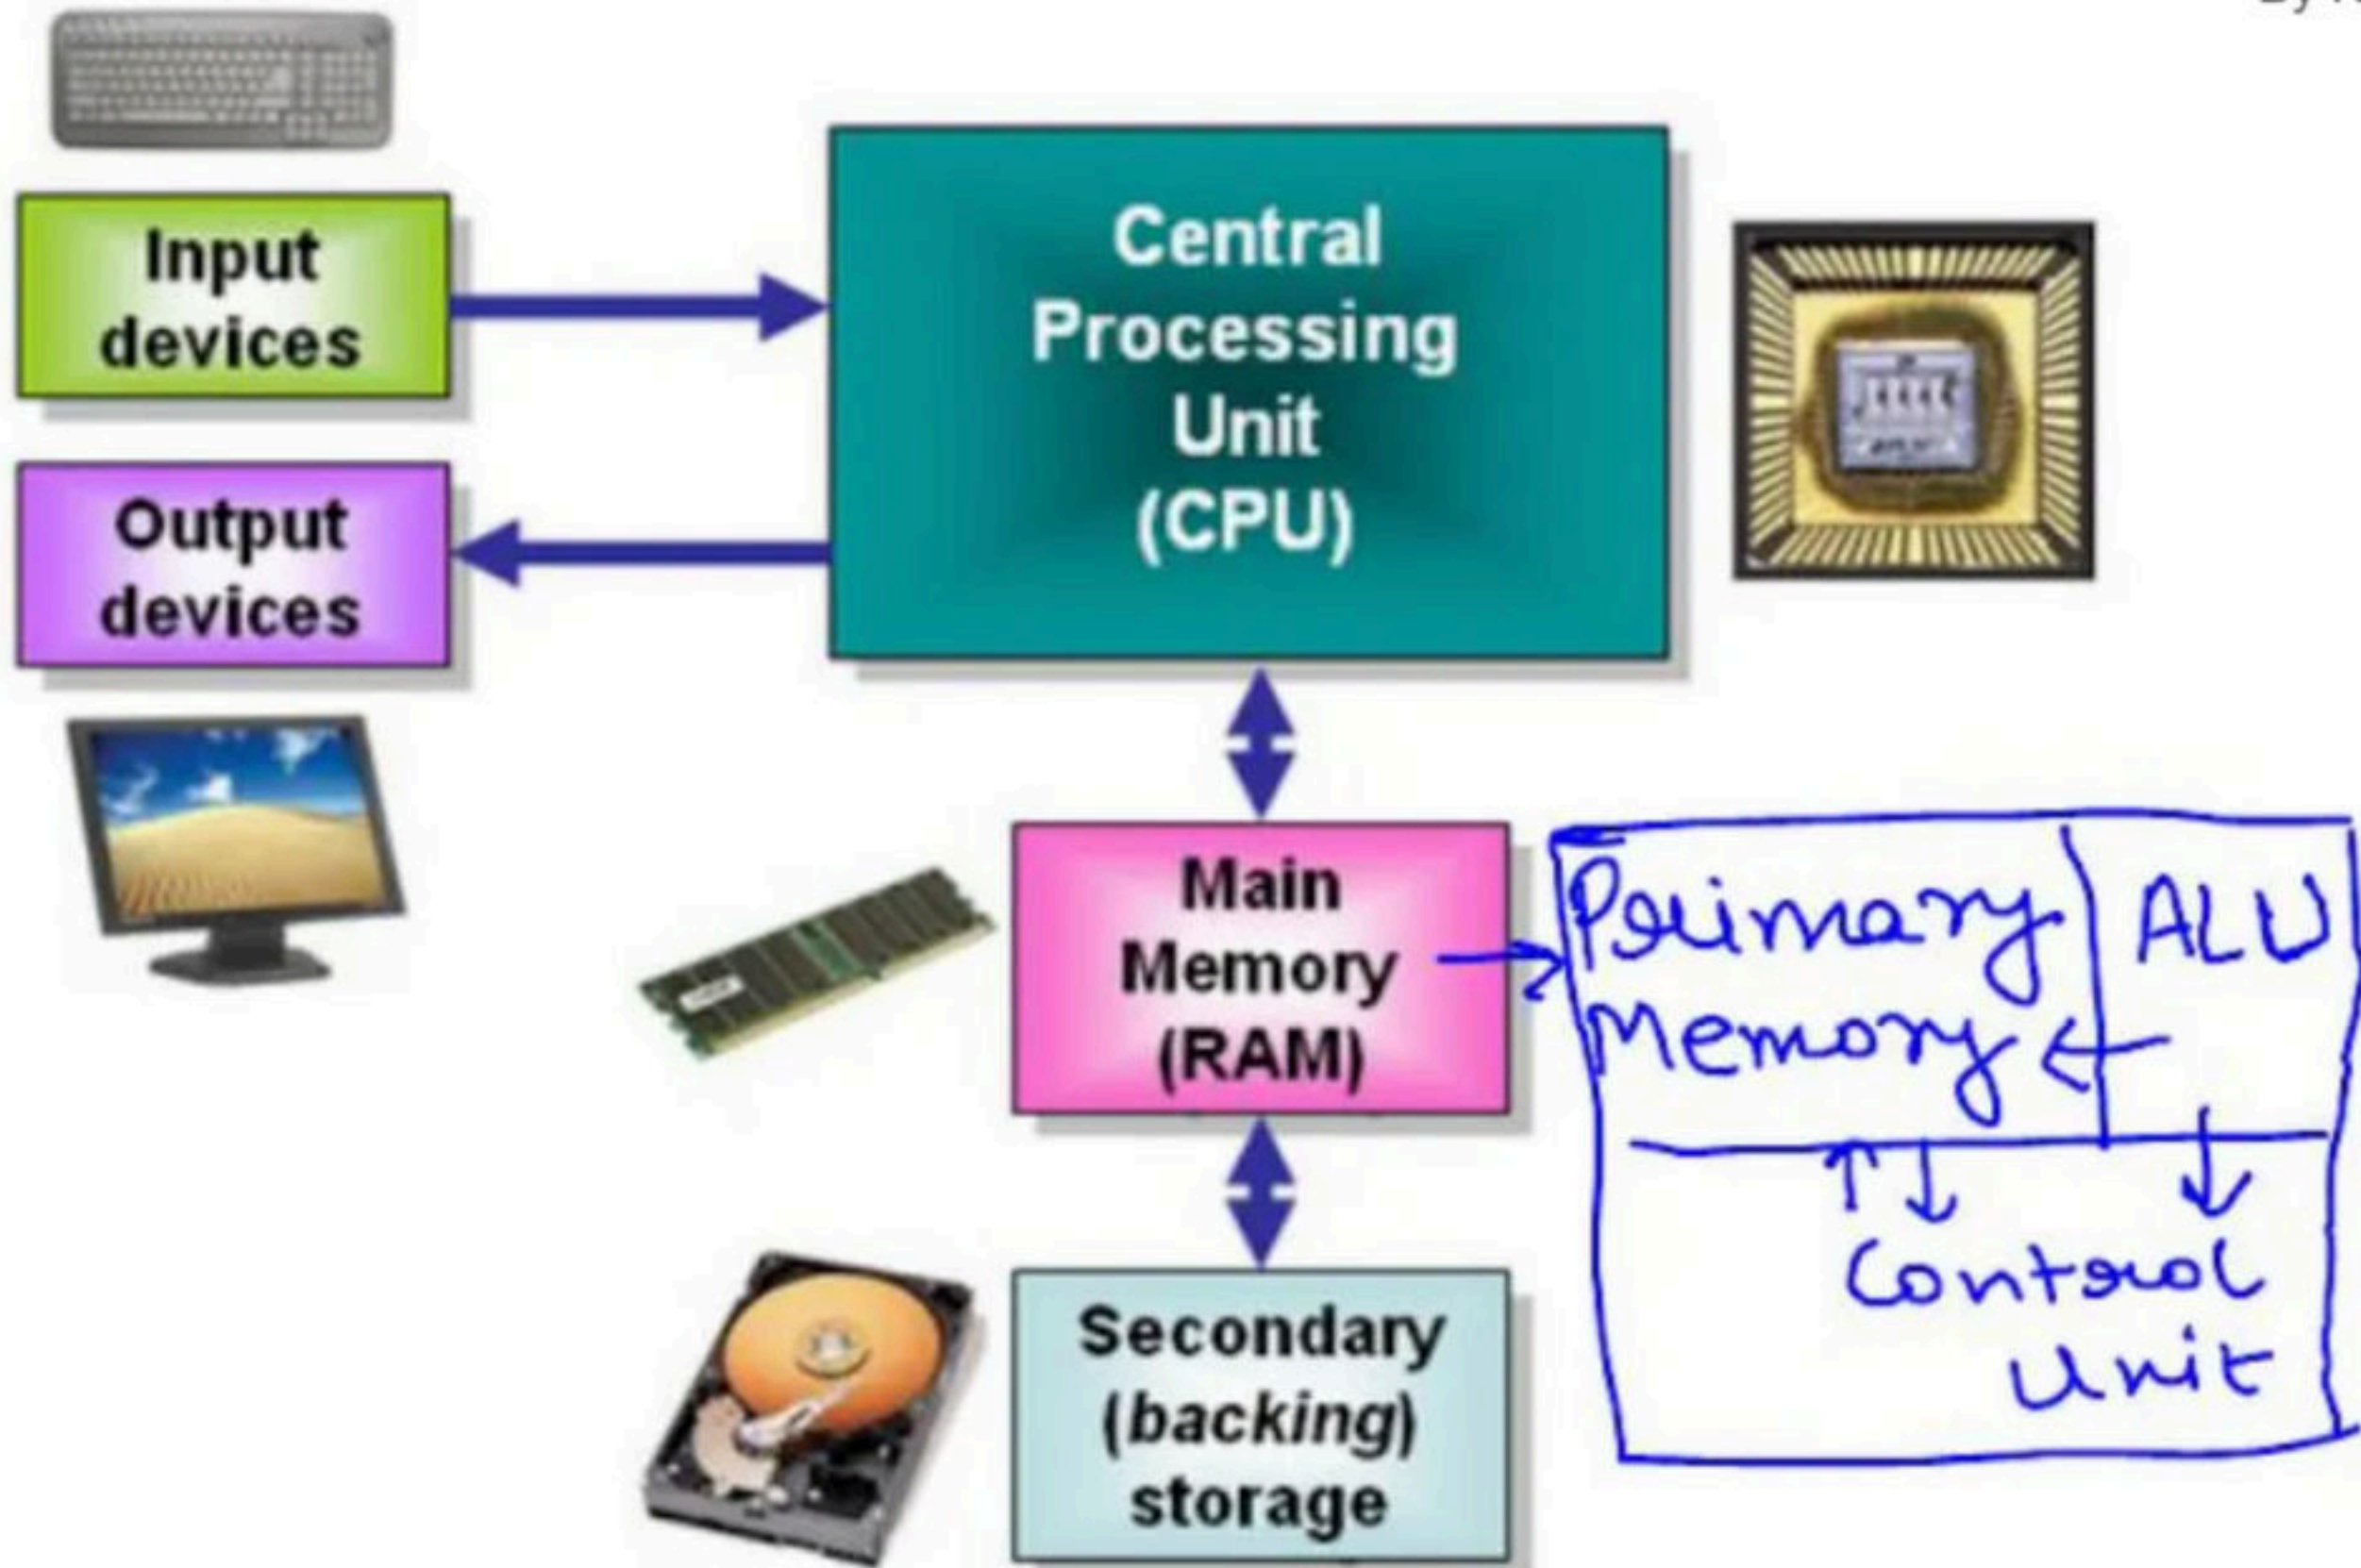 Input
devices
Central
Processing
Unit
(CPU)
Output
devices
Main
Memory
(RAM)
Primary
Memory
ALU
Control
Unit
Secondary
(backing)
storage